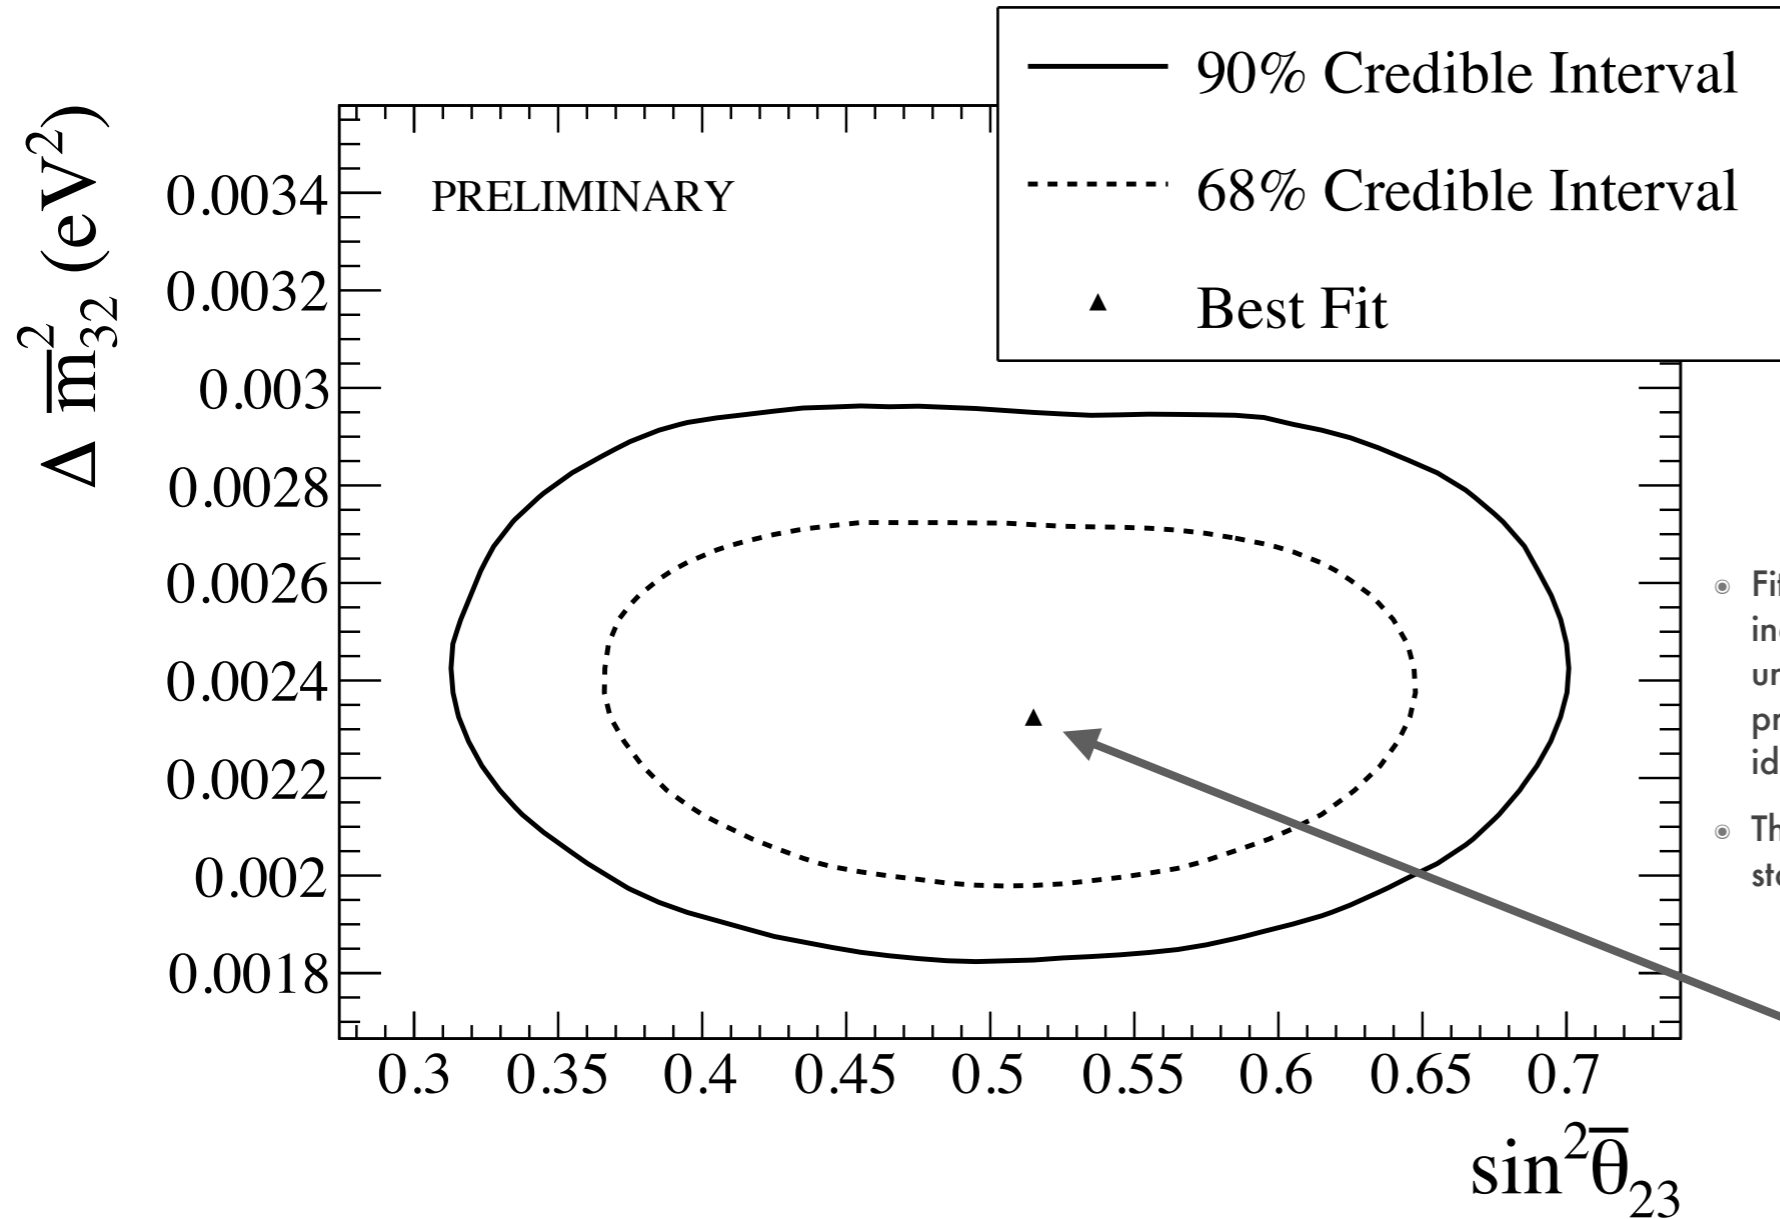 90% Credible Interval
68% Credible Interval
Best Fit
PRELIMINARY
Δ m̅²₃₂ (eV²)
0.0034
0.0032
0.003
0.0028
0.0026
0.0024
0.0022
0.002
0.0018
0.3 0.35 0.4 0.45 0.5 0.55 0.6 0.65 0.7
sin²θ̅₂₃